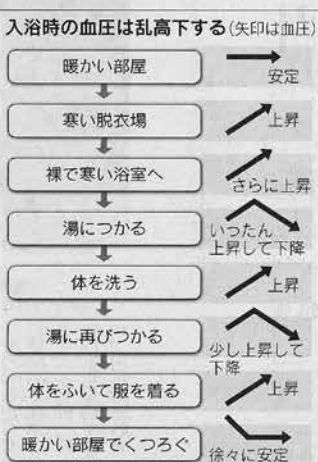 入浴時の血圧は乱高下する(矢印は血圧)
暖かい部屋
安定
寒い脱衣場
上昇
裸で寒い浴室へ
さらに上昇
湯につかる
いったん
上昇して下降
体を洗う
上昇
湯に再びつかる
少し上昇して
下降
体をふいて服を着る
上昇
暖かい部屋でくつろぐ
徐々に安定